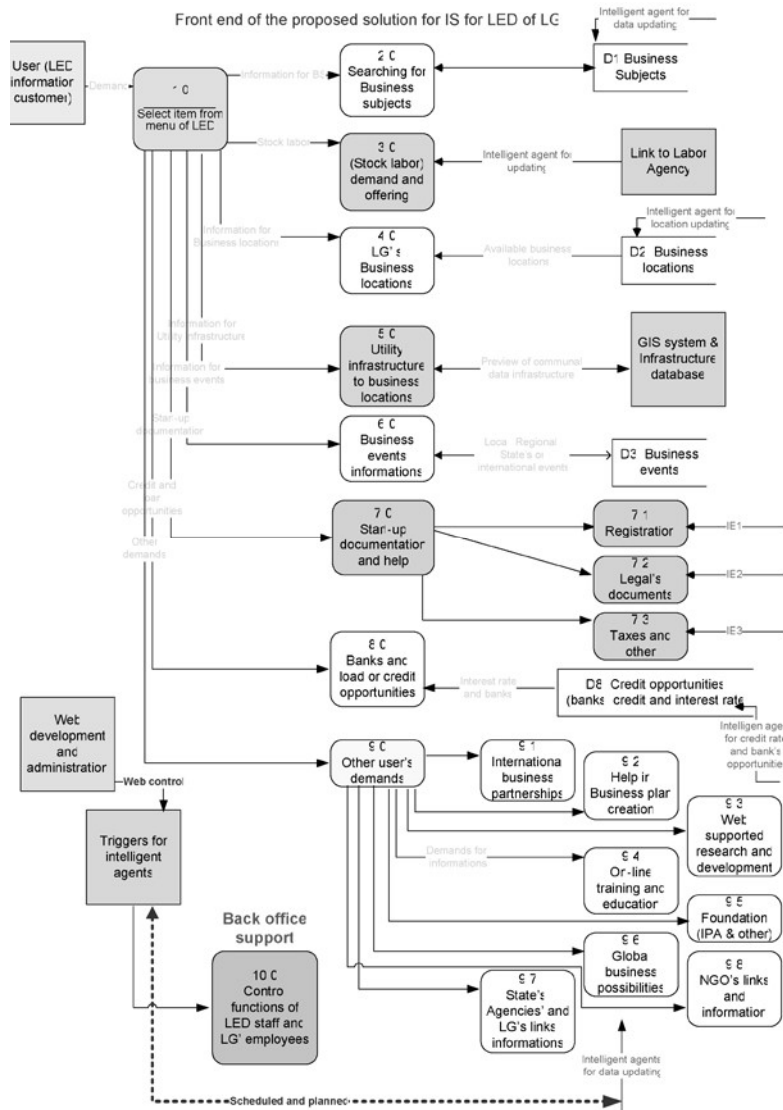 Front end of the proposed solution for IS for LED of LG
Intelligent agent for
data updating
User (LED
information
customer)
Demand
1 0
Select item from
menu of LED
Information for BS
2 0
Searching for
Business
subjects
D1 Business
Subjects
Stock labor
3 0
(Stock labor)
demand and
offering
Intelligent agent for
updating
Link to Labor
Agency
Intelligent agent for
location updating
Information for
Business locations
4 0
LG' s
Business
locations
Available business
locations
D2 Business
locations
Information for
Utility infrastructure
5 0
Utility
infrastructure
to business
locations
Preview of communal
data infrastructure
GIS system &
Infrastructure
database
Information for
business events
6 0
Business
events
informations
Local Regional
State's or
international events
D3 Business
events
Start-up
documentation
7 0
Start-up
documentation
and help
7 1
Registration
IE1
7 2
Legal's
documents
IE2
7 3
Taxes and
other
IE3
Credit and
opportunities
Other
demands
8 0
Banks and
load or credit
opportunities
Interest rate
and banks
D8 Credit opportunities
(banks credit and interest rate
Intelligen age
for credit rate
and bank's
opportunities
Web
development
and
administration
Web control
Triggers for
intelligent
agents
9 0
Other user's
demands
9 1
International
business
partnerships
9 2
Help in
Business plan
creation
9 3
Web
supported
research and
development
Demands for
informations
9 4
On-line
training and
education
9 5
Foundation
(IPA & other)
9 6
Global
business
possibilities
9 7
State's
Agencies' and
LG's links
informations
9 8
NGO's links
and
information
Back office
support
10 0
Control
functions of
LED staff and
LG' employees
Intelligent agents
for data updating
Scheduled and planned